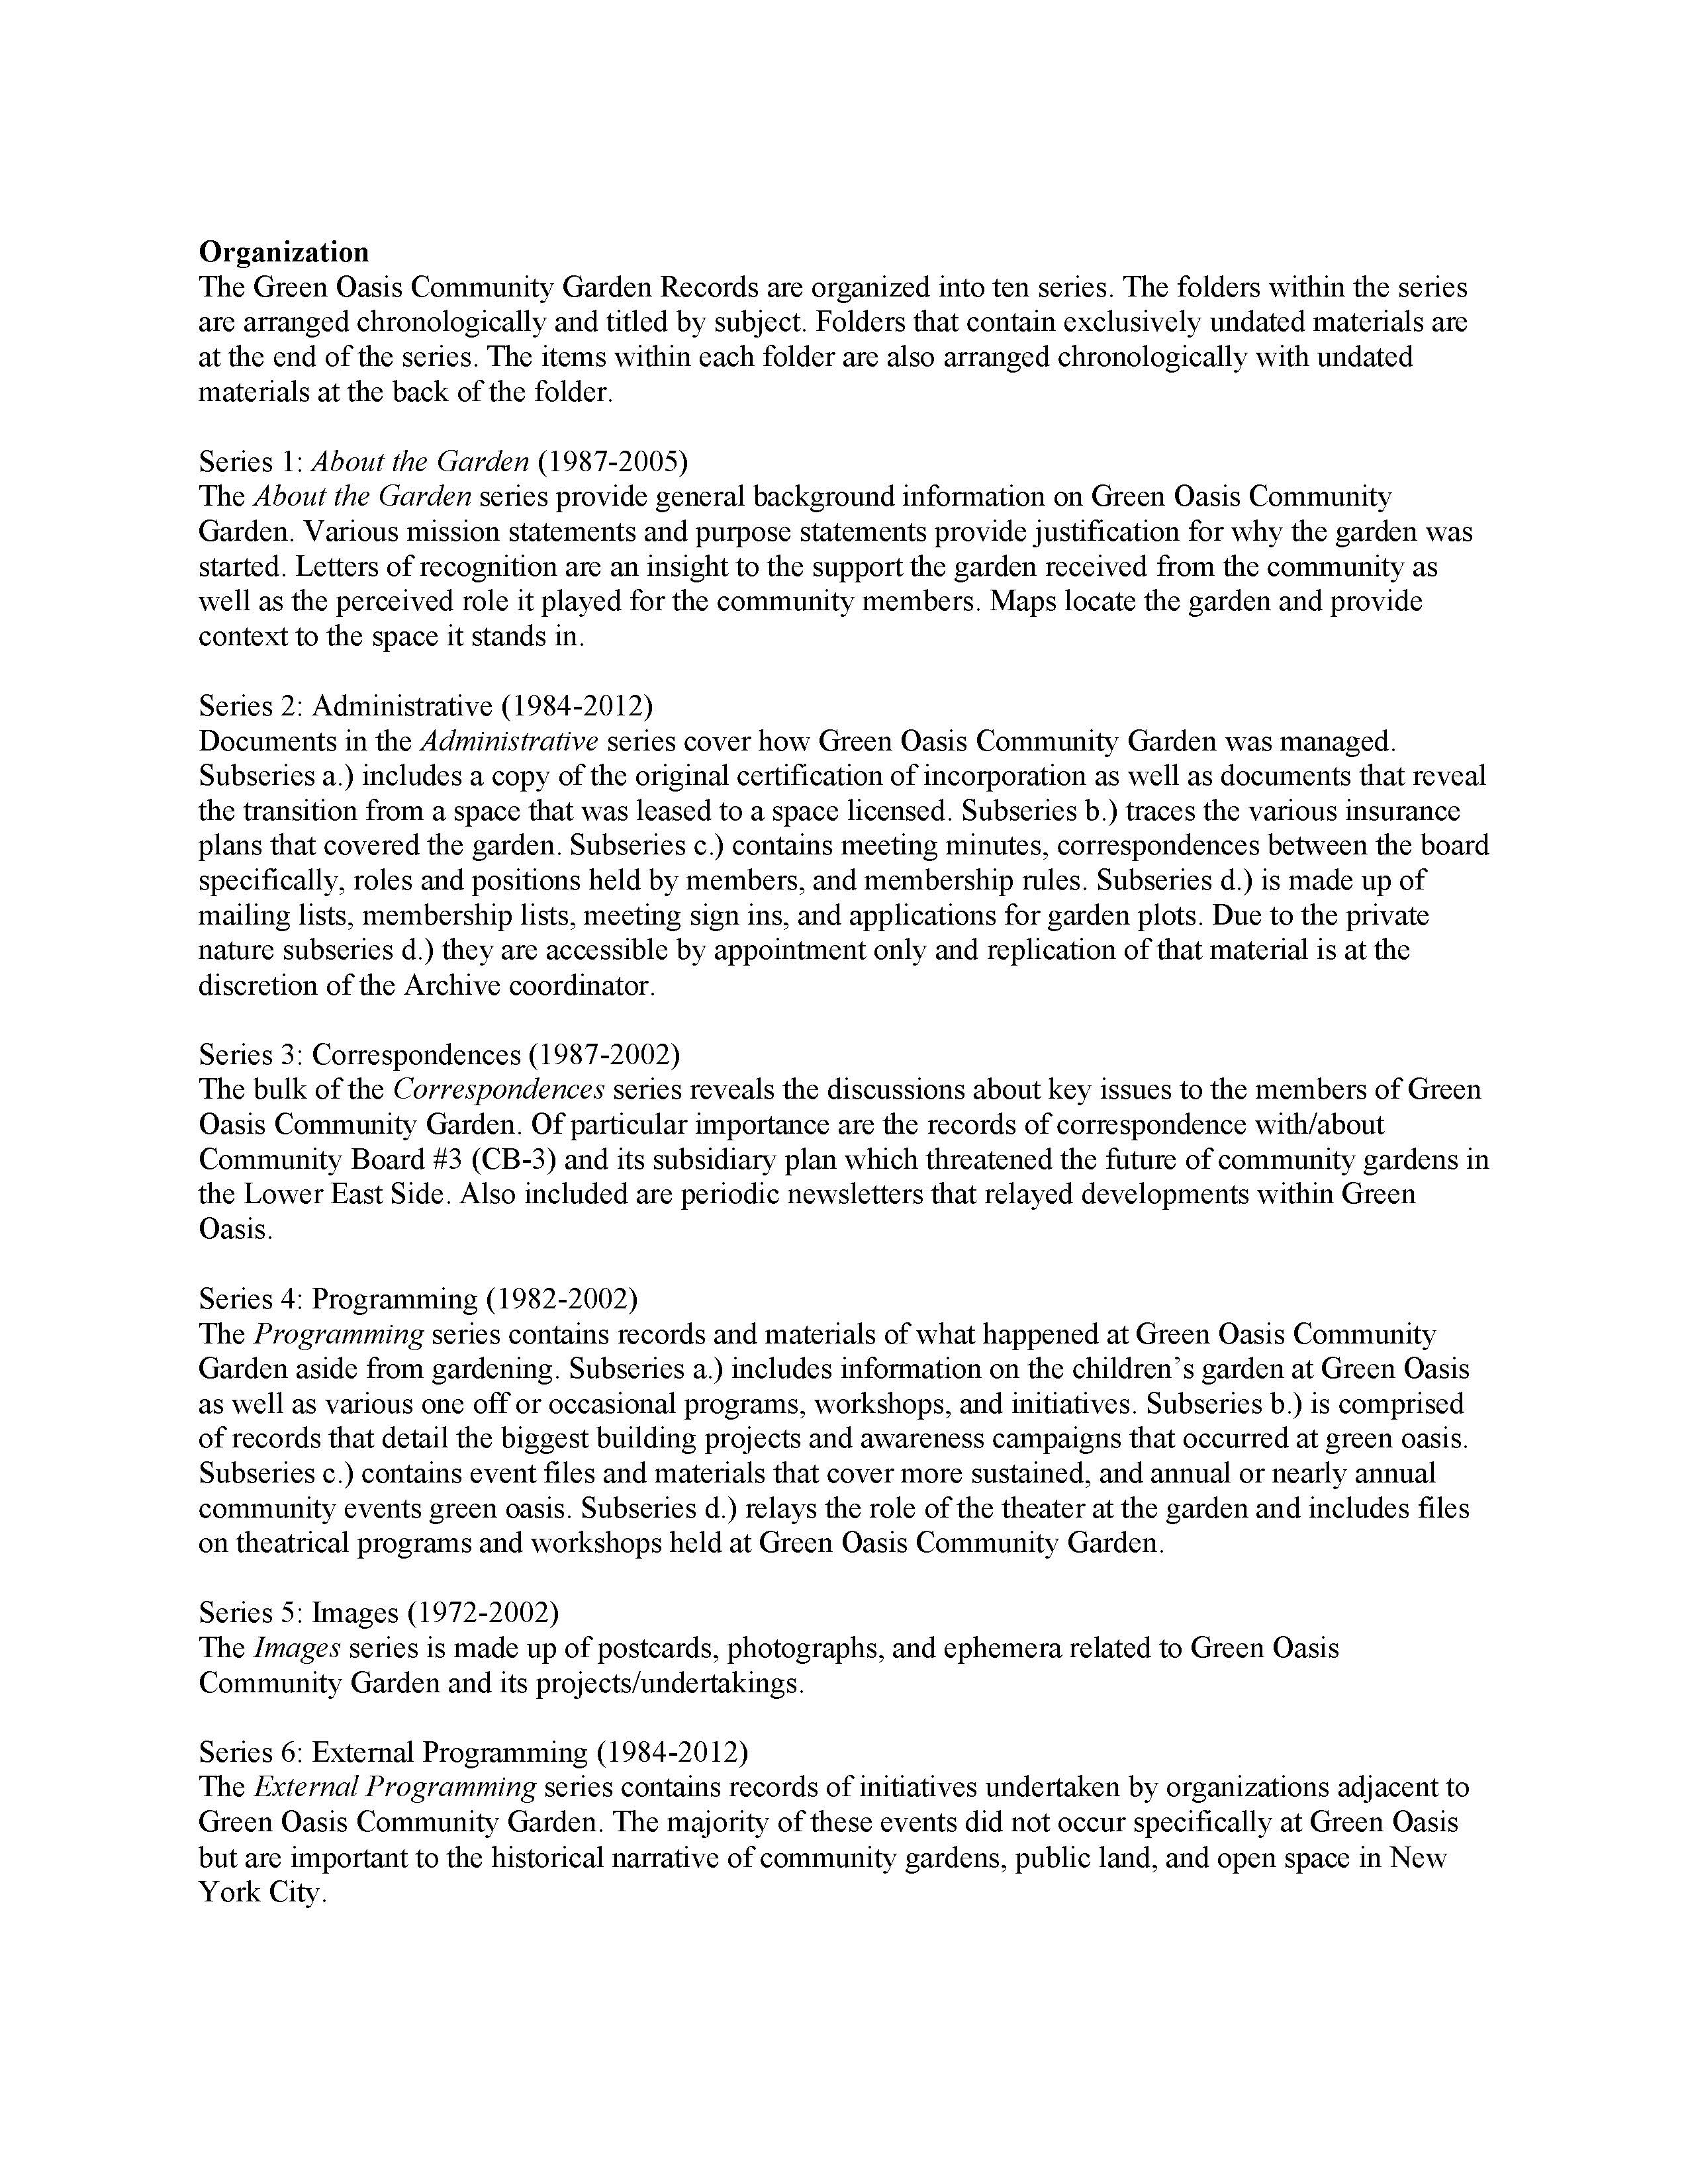 Organization
The Green Oasis Community Garden Records are organized into ten series. The folders within the series
are arranged chronologically and titled by subject. Folders that contain exclusively undated materials are
at the end of the series. The items within each folder are also arranged chronologically with undated
materials at the back of the folder.
Series 1: About the Garden (1987-2005)
The About the Garden series provide general background information on Green Oasis Community
Garden. Various mission statements and purpose statements provide justification for why the garden was
started. Letters of recognition are an insight to the support the garden received from the community as
well as the perceived role it played for the community members. Maps locate the garden and provide
context to the space it stands in.
Series 2: Administrative (1984-2012)
Documents in the Administrative series cover how Green Oasis Community Garden was managed.
Subseries a.) includes a copy of the original certification of incorporation as well as documents that reveal
the transition from a space that was leased to a space licensed. Subseries b.) traces the various insurance
plans that covered the garden. Subseries c.) contains meeting minutes, correspondences between the board
specifically, roles and positions held by members, and membership rules. Subseries d.) is made up of
mailing lists, membership lists, meeting sign ins, and applications for garden plots. Due to the private
nature subseries d.) they are accessible by appointment only and replication of that material is at the
discretion of the Archive coordinator.
Series 3: Correspondences (1987-2002)
The bulk of the Correspondences series reveals the discussions about key issues to the members of Green
Oasis Community Garden. Of particular importance are the records of correspondence with/about
Community Board #3 (CB-3) and its subsidiary plan which threatened the future of community gardens in
the Lower East Side. Also included are periodic newsletters that relayed developments within Green
Oasis.
Series 4: Programming (1982-2002)
The Programming series contains records and materials of what happened at Green Oasis Community
Garden aside from gardening. Subseries a.) includes information on the children’s garden at Green Oasis
as well as various one off or occasional programs, workshops, and initiatives. Subseries b.) is comprised
of records that detail the biggest building projects and awareness campaigns that occurred at green oasis.
Subseries c.) contains event files and materials that cover more sustained, and annual or nearly annual
community events green oasis. Subseries d.) relays the role of the theater at the garden and includes files
on theatrical programs and workshops held at Green Oasis Community Garden.
Series 5: Images (1972-2002)
The Images series is made up of postcards, photographs, and ephemera related to Green Oasis
Community Garden and its projects/undertakings.
Series 6: External Programming (1984-2012)
The External Programming series contains records of initiatives undertaken by organizations adjacent to
Green Oasis Community Garden. The majority of these events did not occur specifically at Green Oasis
but are important to the historical narrative of community gardens, public land, and open space in New
York City.